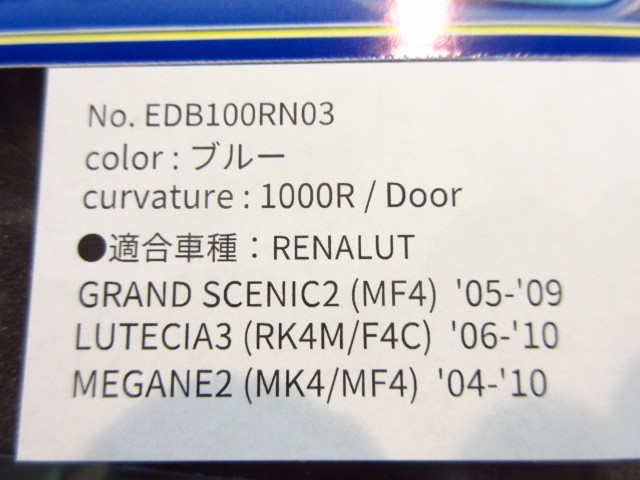 No. EDB100RN03
color : ブルー
curvature : 1000R / Door
●適合車種：RENALUT
GRAND SCENIC2 (MF4) '05-'09
LUTECIA3 (RK4M/F4C) '06-'10
MEGANE2 (MK4/MF4) '04-'10